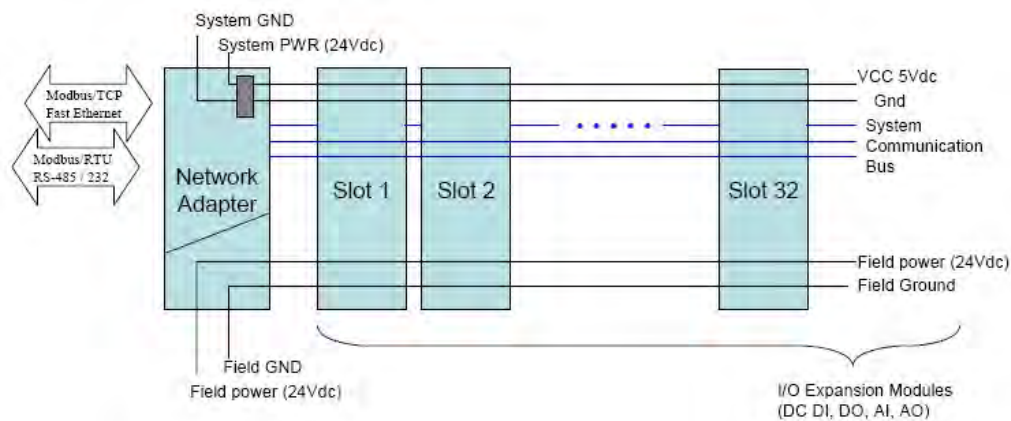 System GND
System PWR (24Vdc)
Modbus/TCP
Fast Ethernet
Modbus/RTU
RS-485 / 232
Network
Adapter
Slot 1
Slot 2
Slot 32
VCC 5Vdc
Gnd
System
Communication
Bus
Field power (24Vdc)
Field Ground
Field GND
Field power (24Vdc)
I/O Expansion Modules
(DC DI, DO, AI, AO)